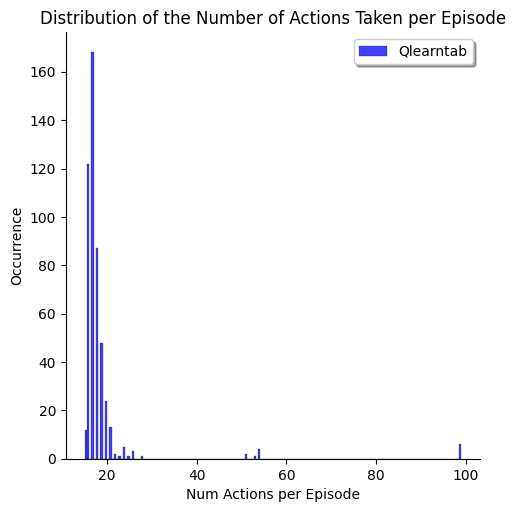 Distribution of the Number of Actions Taken per Episode
Qlearntab
160
140
120
100
80
60
40
20
0
Occurrence
20 40 60 80 100
Num Actions per Episode